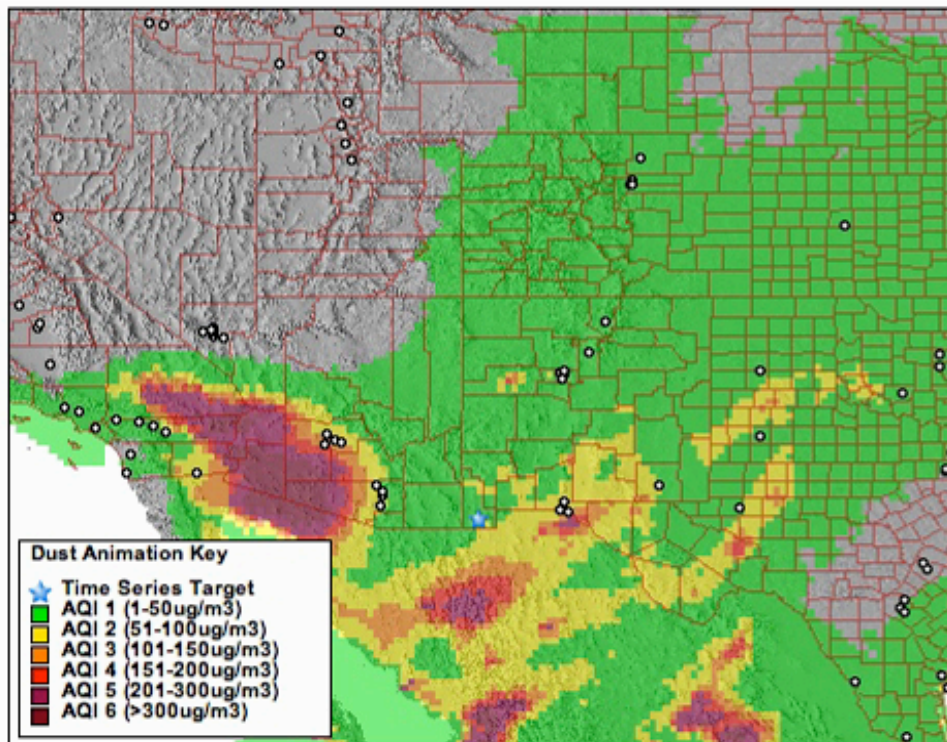 Dust Animation Key
Time Series Target
AQI 1 (1-50ug/m3)
AQI 2 (51-100ug/m3)
AQI 3 (101-150ug/m3)
AQI 4 (151-200ug/m3)
AQI 5 (201-300ug/m3)
AQI 6 (>300ug/m3)